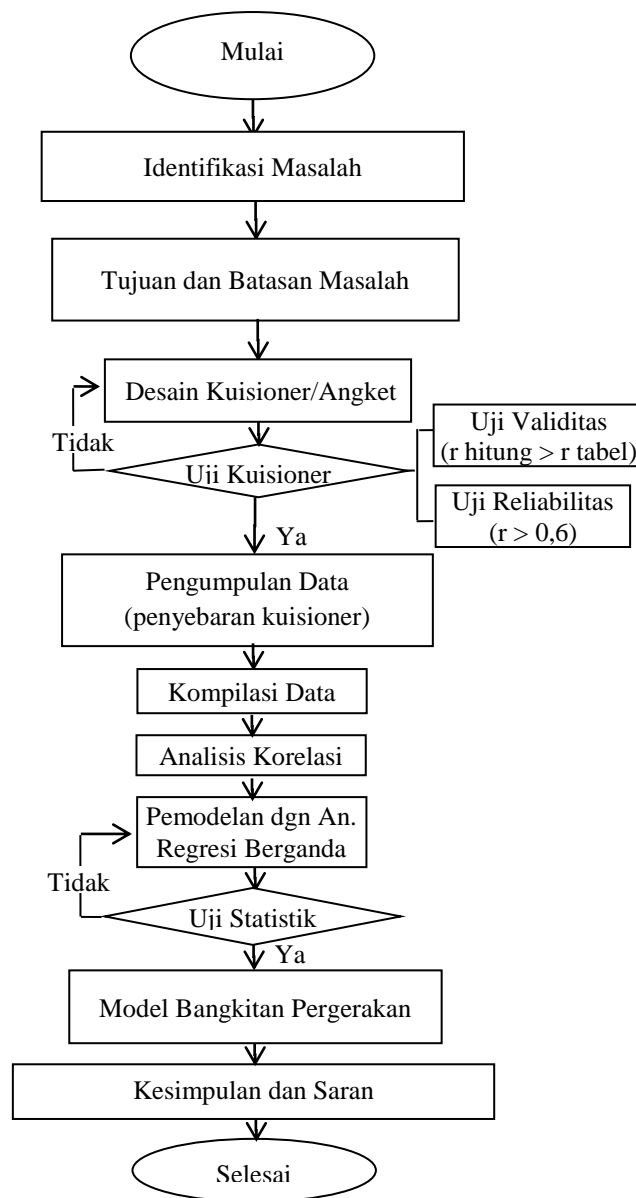 Mulai
Identifikasi Masalah
Tujuan dan Batasan Masalah
Desain Kuisioner/Angket
Tidak
Uji Kuisioner
Uji Validitas
(r hitung > r tabel)
Uji Reliabilitas
(r > 0,6)
Ya
Pengumpulan Data
(penyebaran kuisioner)
Kompilasi Data
Analisis Korelasi
Pemodelan dgn An.
Regresi Berganda
Tidak
Uji Statistik
Ya
Model Bangkitan Pergerakan
Kesimpulan dan Saran
Selesai